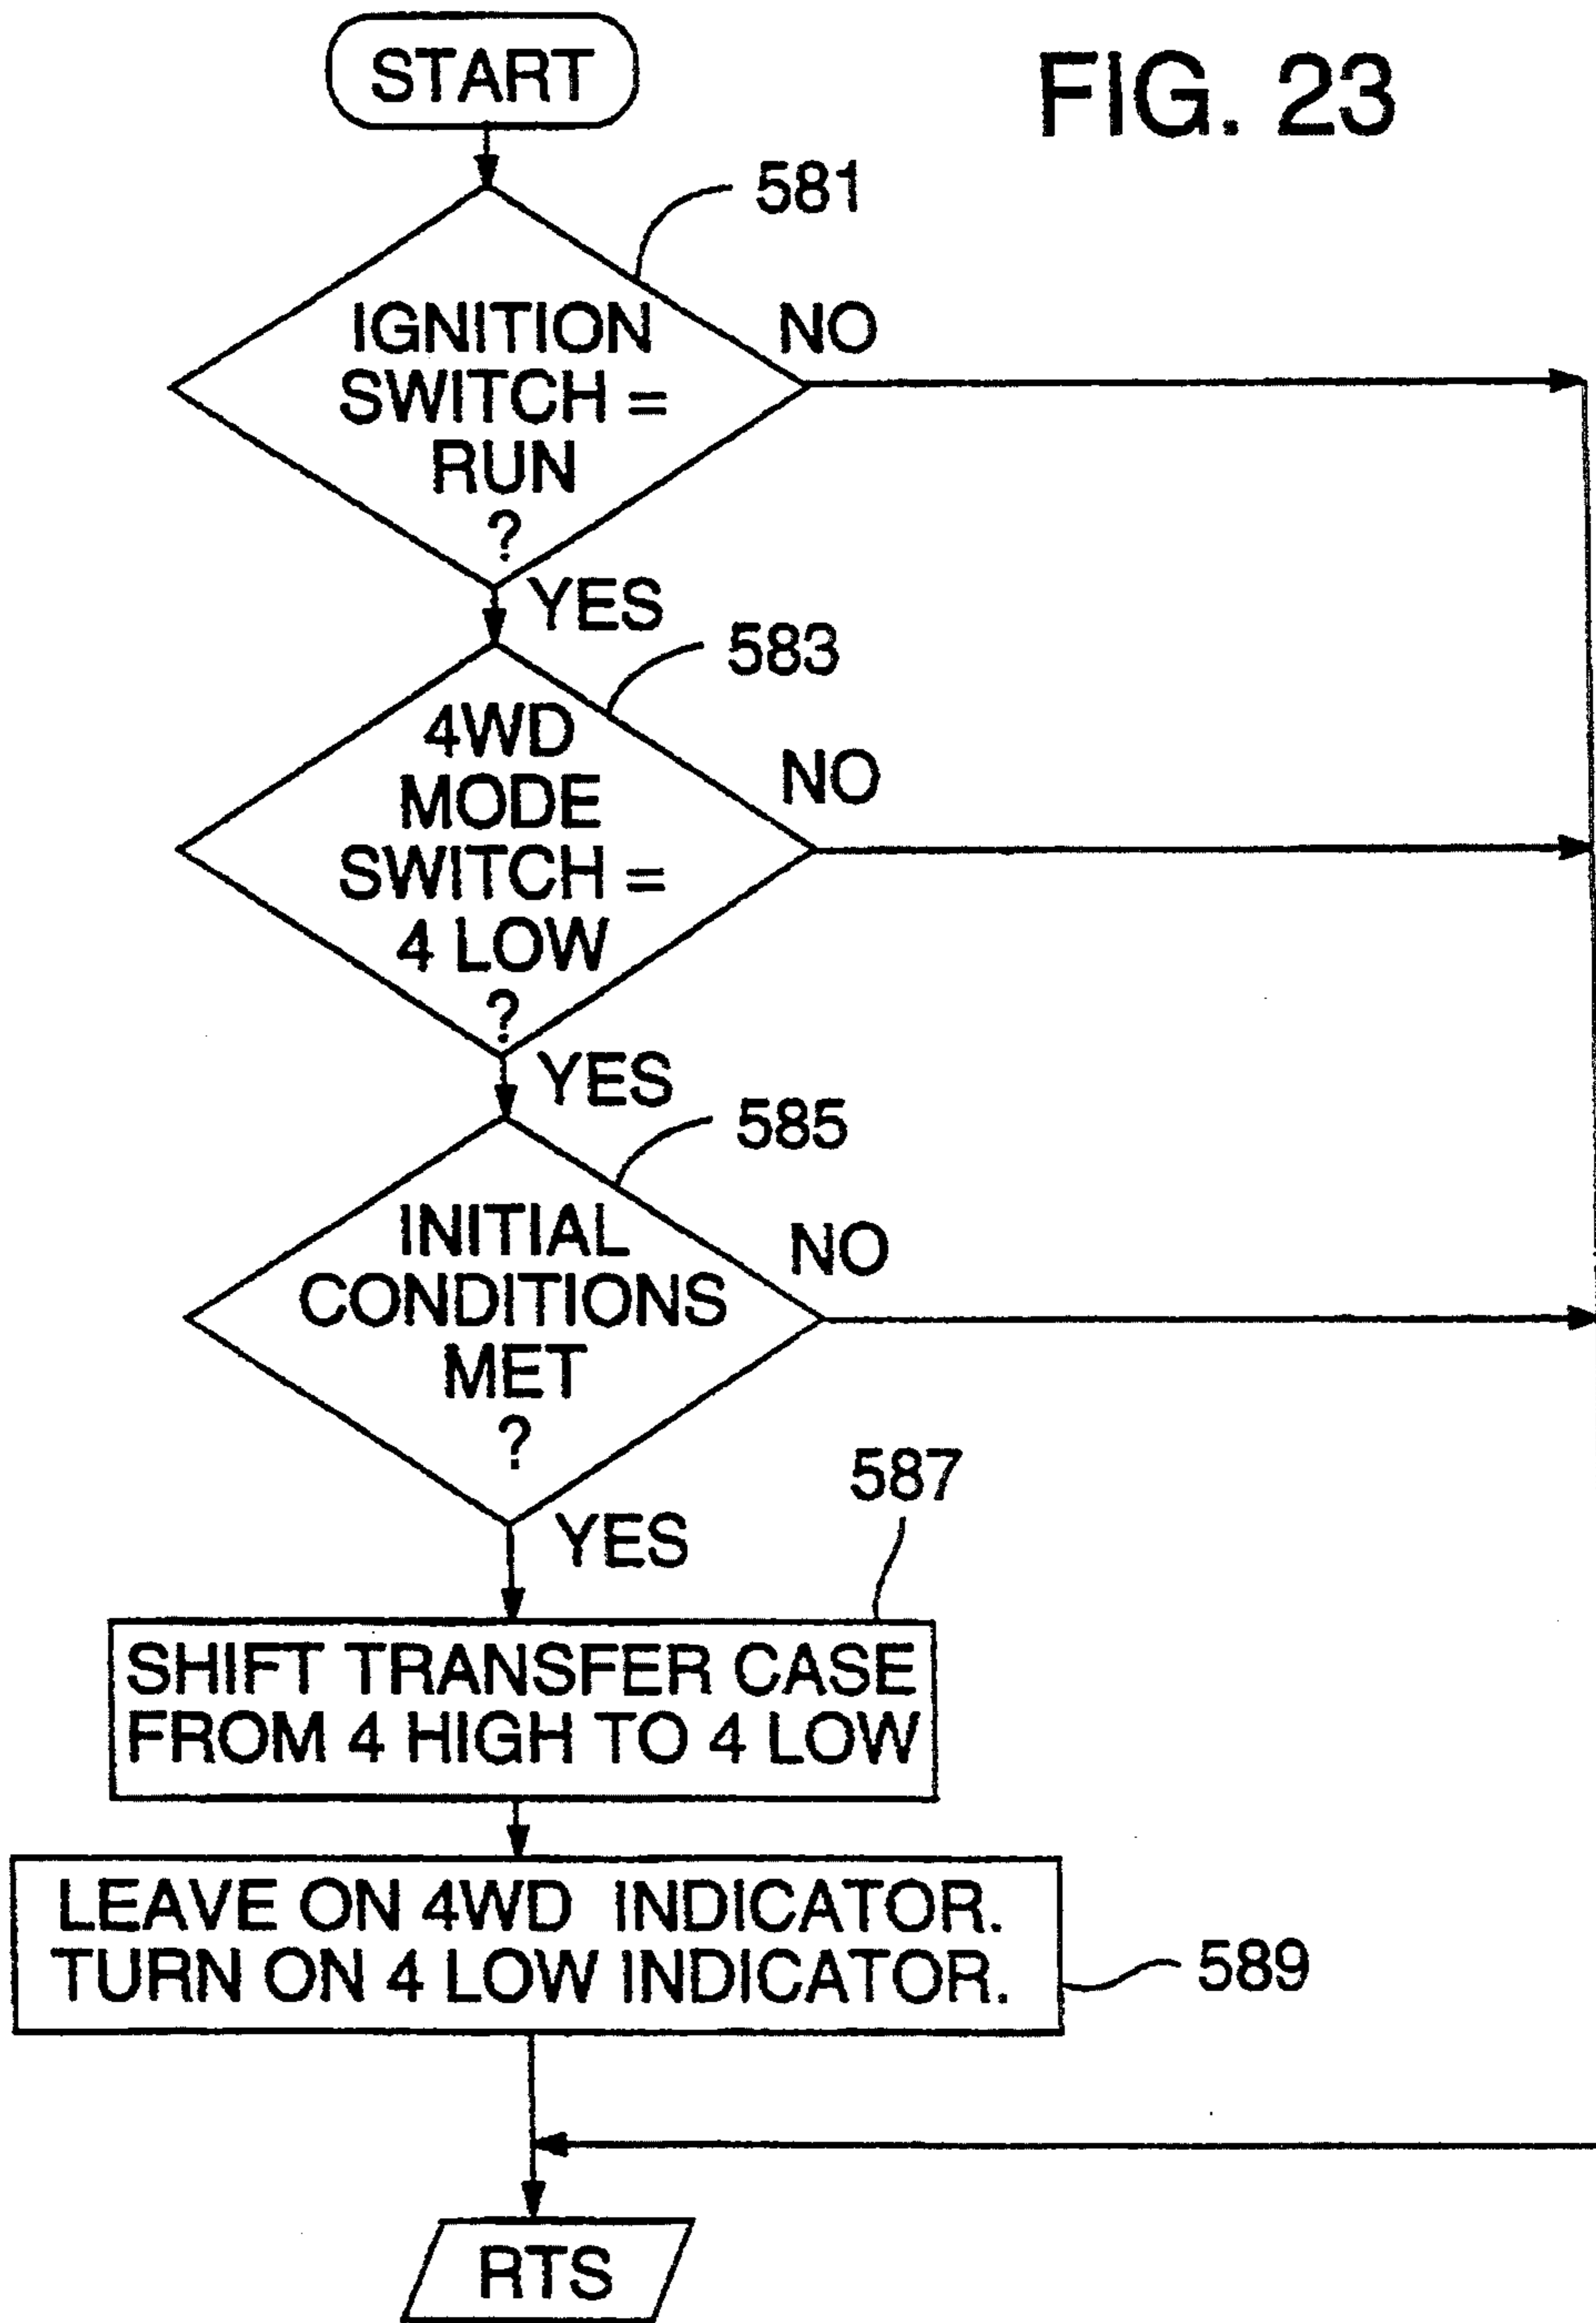 START
FIG. 23
581
IGNITION
SWITCH =
RUN
?
NO
YES
583
4WD
MODE
SWITCH =
4 LOW
?
NO
YES
585
INITIAL
CONDITIONS
MET
?
NO
YES
587
SHIFT TRANSFER CASE
FROM 4 HIGH TO 4 LOW
LEAVE ON 4WD INDICATOR.
TURN ON 4 LOW INDICATOR.
589
RTS